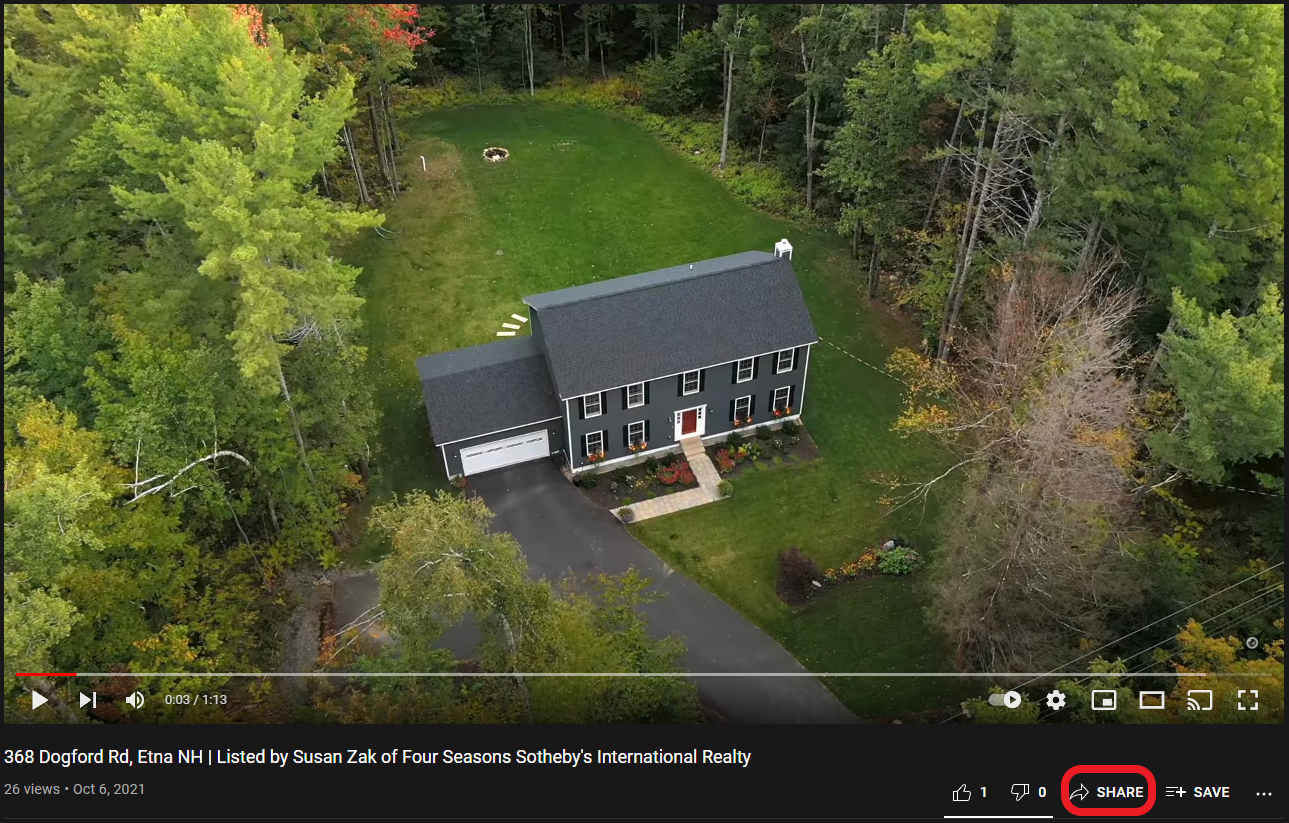 0:03 / 1:13
368 Dogford Rd, Etna NH | Listed by Susan Zak of Four Seasons Sotheby's International Realty
26 views • Oct 6, 2021
1 0 SHARE SAVE ...